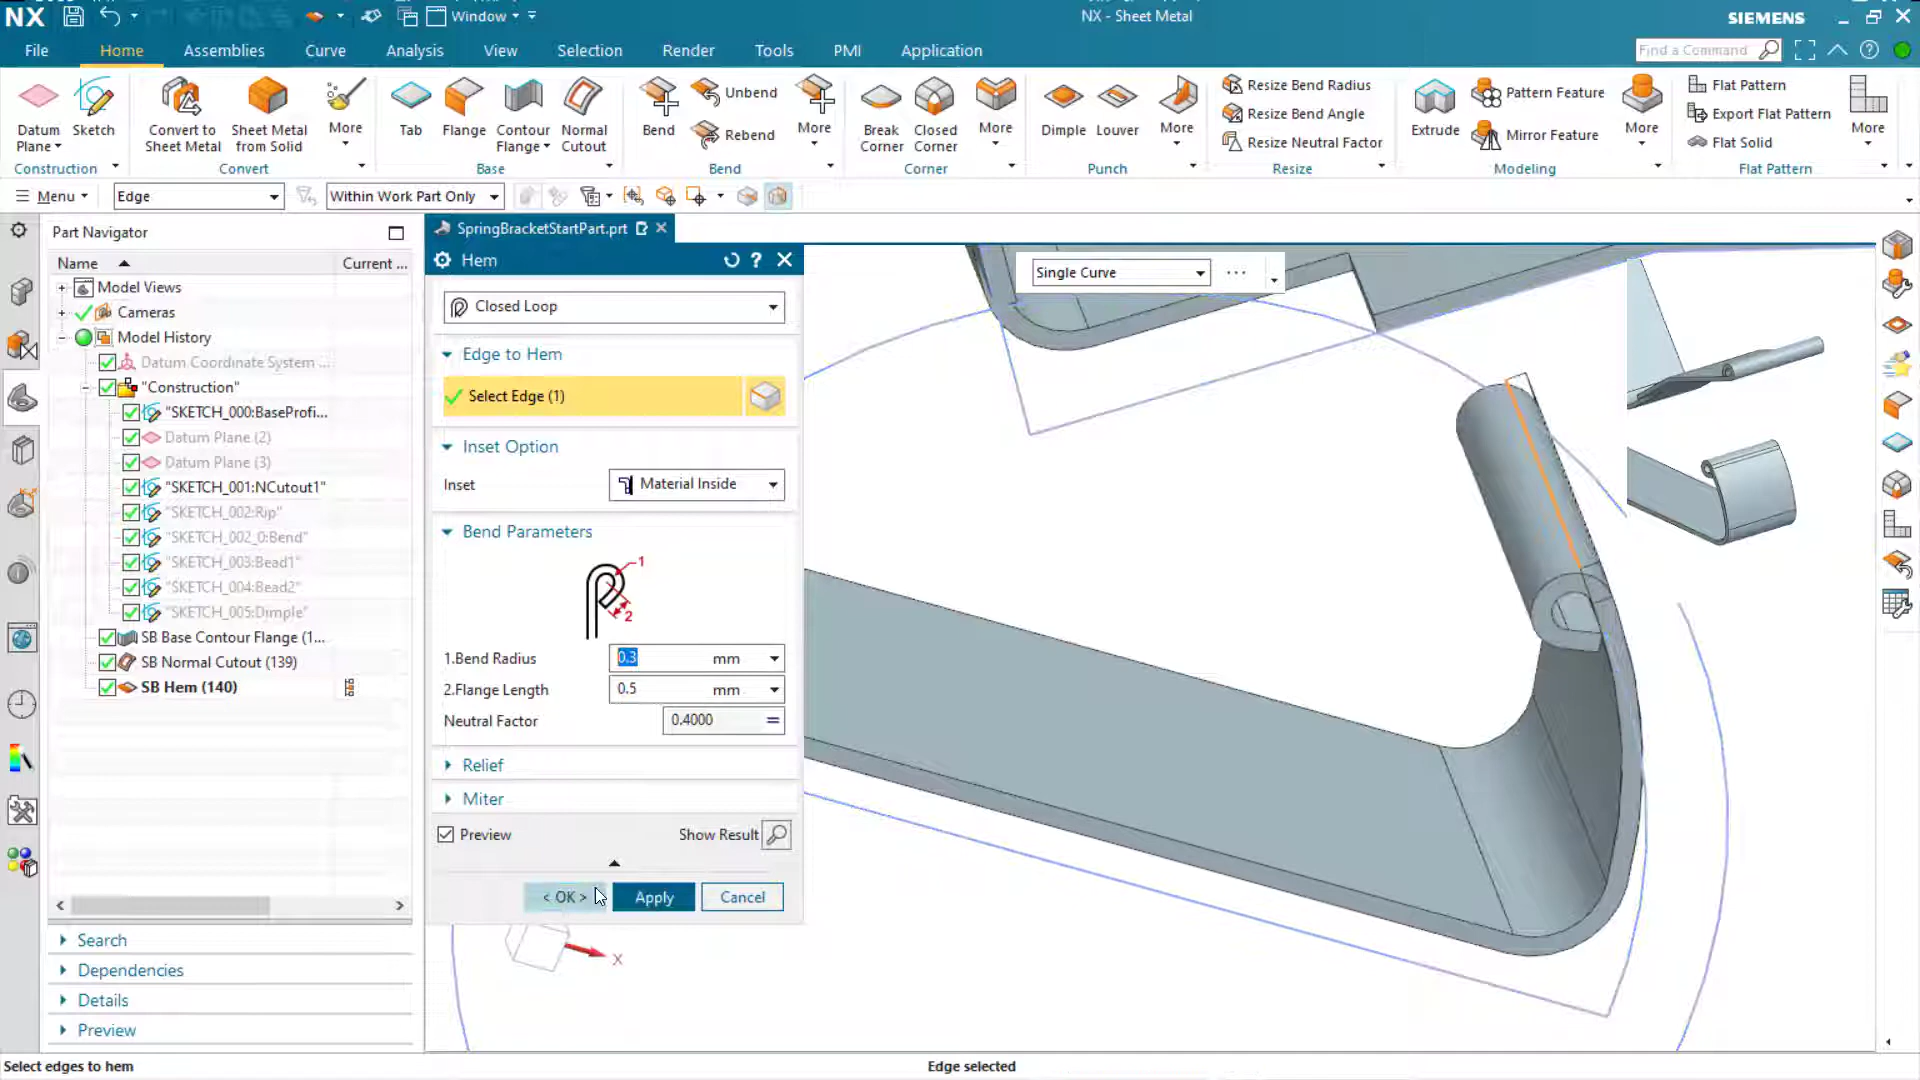 NX
Window
NX - Sheet Metal
SIEMENS
File
Home
Assemblies
Curve
Analysis
View
Selection
Render
Tools
PMI
Application
Find a Command
Datum Plane
Sketch
Construction
Convert to Sheet Metal
Sheet Metal from Solid
More
Convert
Tab
Flange
Contour Flange
Normal Cutout
Base
Bend
Unbend
Rebend
More
Bend
Break Corner
Closed Corner
More
Corner
Dimple
Louver
More
Punch
Resize Bend Radius
Resize Bend Angle
Resize Neutral Factor
Resize
Extrude
Pattern Feature
Mirror Feature
More
Modeling
Flat Pattern
Export Flat Pattern
Flat Solid
More
Flat Pattern
Menu
Edge
Within Work Part Only
Part Navigator
Name
Current ...
Model Views
Cameras
Model History
Datum Coordinate System ...
"Construction"
"SKETCH_000:BaseProfi...
Datum Plane (2)
Datum Plane (3)
"SKETCH_001:NCutout1"
"SKETCH_002:Rip"
"SKETCH_002_0:Bend"
"SKETCH_003:Bead1"
"SKETCH_004:Bead2"
"SKETCH_005:Dimple"
SB Base Contour Flange (1...
SB Normal Cutout (139)
SB Hem (140)
Search
Dependencies
Details
Preview
SpringBracketStartPart.prt
Hem
Closed Loop
Edge to Hem
Select Edge (1)
Inset Option
Inset
Material Inside
Bend Parameters
1
2
1.Bend Radius
0.3
mm
2.Flange Length
0.5
mm
Neutral Factor
0.4000
=
Relief
Miter
Preview
Show Result
< OK >
Apply
Cancel
Single Curve
X
Select edges to hem
Edge selected